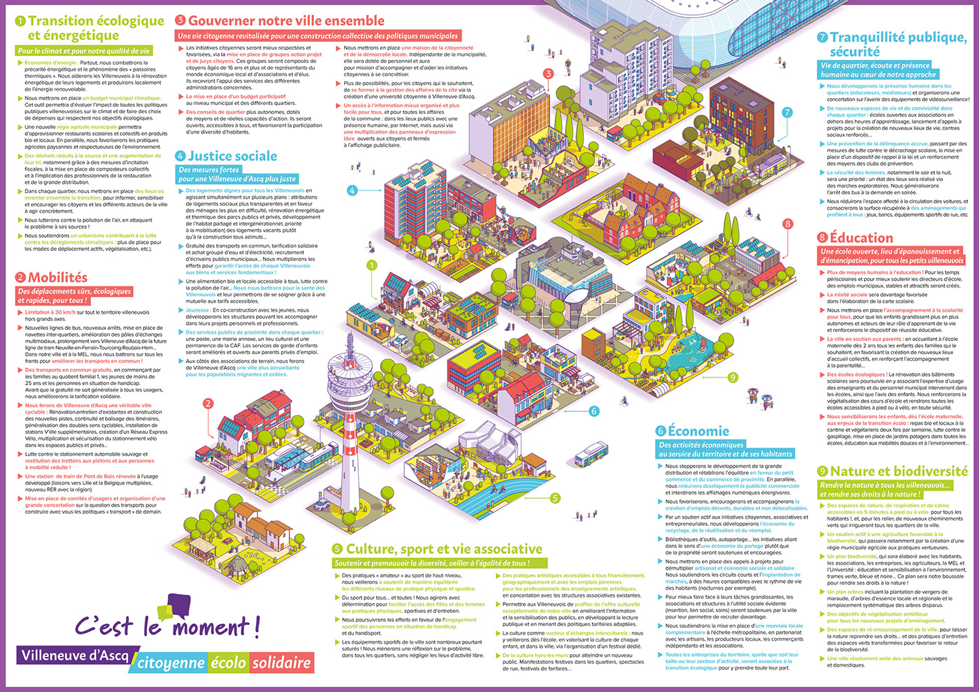 1 Transition écologique
et énergétique
Pour le climat et pour notre qualité de vie
Économies d'énergie : Partout, nous combattrons la
précarité énergétique et le phénomène des « passoires
thermiques ». Nous aiderons les Villeneuvois à la rénovation
énergétique de leurs logements et produirons localement
de l'énergie renouvelable.
Nous mettrons en place un budget municipal climatique.
Cet outil permettra d'évaluer l'impact de toutes les politiques
publiques villeneuvoises sur le climat et de faire des choix
de dépenses qui respectent nos objectifs écologiques.
Une nouvelle régie agricole municipale permettra
d'approvisionner restaurants scolaires et collectifs en produits
bio et locaux. En parallèle, nous favoriserons les pratiques
agricoles paysannes et respectueuses de l'environnement.
Des déchets réduits à la source et une augmentation de
leur tri, notamment grâce à des mesures d'incitation
fiscales, à la mise en place de composteurs collectifs
et à l'implication des professionnels de la restauration
et de la grande distribution.
Dans chaque quartier, nous mettrons en place des lieux où
inventer ensemble la transition, pour informer, sensibiliser
et encourager les citoyens et les différents acteurs de la ville
à agir concrètement.
Nous lutterons contre la pollution de l'air, en attaquant
le problème à ses sources !
Nous soutiendrons un urbanisme contribuant à la lutte
contre les dérèglements climatiques : plus de place pour
les modes de déplacement actifs, végétalisation, etc.).
2 Mobilités
Des déplacements sûrs, écologiques
et rapides, pour tous !
Limitation à 30 km/h sur tout le territoire villeneuvois
hors grands axes.
Nouvelles lignes de bus, nouveaux arrêts, mise en place de
navettes inter-quartiers, amélioration des pôles d'échanges
multimodaux, prolongement vers Villeneuve d'Ascq de la future
ligne de tram Neuville-en-Ferrain-Tourcoing-Roubaix-Hem...
Dans notre ville et à la MEL, nous nous battrons sur tous les
fronts pour améliorer les transports en commun !
Des transports en commun gratuits, en commençant par
les familles au quotient familial 1, les jeunes de moins de
25 ans et les personnes en situation de handicap.
Avant que la gratuité ne soit généralisée à tous les usagers,
nous améliorerons la tarification solidaire.
Nous ferons de Villeneuve d'Ascq une véritable ville
cyclable : Rénovation,entretien d'existantes et construction
des nouvelles pistes, continuité et balisage des itinéraires,
généralisation des doubles sens cyclables, installation de
stations V'lille supplémentaires, création d'un Réseau Express
Vélo, multiplication et sécurisation du stationnement vélo
dans les espaces publics et privés...
Lutte contre le stationnement automobile sauvage et
restitution des trottoirs aux piétons et aux personnes
à mobilité réduite !
Une station de train de Pont de Bois rénovée à l'usage
développé (liaisons vers Lille et la Belgique multipliées,
nouveau RER avec la région).
Mise en place de comités d'usagers et organisation d'une
grande concertation sur la question des transports pour
construire avec vous les politiques « transport » de demain.
3 Gouverner notre ville ensemble
Une vie citoyenne revitalisée pour une construction collective des politiques municipales
Les initiatives citoyennes seront mieux respectées et
favorisées, via la mise en place de groupes action projet
et de jurys citoyens. Ces groupes seront composés de
citoyens âgés de 16 ans et plus et de représentants du
monde économique local et d'associations et d'élus.
Ils recevront l'appui des services des différentes
administrations concernées.
La mise en place d'un budget participatif
au niveau municipal et des différents quartiers.
Des conseils de quartier plus autonomes, dotés
de moyens et de réelles capacités d'action. Ils seront
ouverts, accessibles à tous, et favoriseront la participation
d'une diversité d'habitants.
Nous mettrons en place une maison de la citoyenneté
et de la démocratie locale. Indépendante de la municipalité,
elle sera dotée de personnel et aura
pour mission d'accompagner et d'aider les initiatives
citoyennes à se concrétiser.
Plus de possibilités, pour les citoyens qui le souhaitent, de
se former à la gestion des affaires de la cité via la
création d'une université citoyenne à Villeneuve d'Ascq.
Un accès à l'information mieux organisé et plus
facile pour tous, et pour toutes les affaires
de la commune : dans les lieux publics avec une
présence humaine, par Internet, mais aussi via
une multiplication des panneaux d'expression
libre ouverts aux citoyens et fermés
à l'affichage publicitaire.
4 Justice sociale
Des mesures fortes
pour une Villeneuve d'Ascq plus juste
Des logements dignes pour tous les Villeneuvois en
agissant simultanément sur plusieurs plans : attributions
de logements sociaux plus transparentes et en faveur
des ménages les plus en difficulté, rénovation énergétique
et thermique des parcs publics et privés, développement
de l'habitat partagé et intergénérationnel, priorité
à la mobilisation) des logements vacants plutôt
qu'à la construction tous azimuts...
Gratuité des transports en commun, tarification solidaire
et achat groupé d'eau et d'électricité, recrutement
d'écrivains publics municipaux... Nous multiplierons les
efforts pour garantir l'accès de chaque Villeneuvois
aux biens et services fondamentaux !
Une alimentation bio et locale accessible à tous, lutte contre
la pollution de l'air... Nous nous battrons pour la santé des
Villeneuvois et leur permettrons de se soigner grâce à une
mutuelle aux tarifs accessibles.
Jeunesse : En co-construction avec les jeunes, nous
développerons les structures pouvant les accompagner
dans leurs projets personnels et professionnels.
Des services publics de proximité dans chaque quartier :
une poste, une mairie annexe, un lieu culturel et une
permanence de la CAF. Les services de garde d'enfants
seront améliorés et ouverts aux parents privés d'emploi.
Aux côtés des associations de terrain, nous ferons
de Villeneuve d'Ascq une ville plus accueillante
pour les populations migrantes et exilées.
5 Culture, sport et vie associative
Soutenir et promouvoir la diversité, veiller à l'égalité de tous !
Des pratiques « amateur » au sport de haut niveau,
nous veillerons à soutenir de manière équilibrée
les différents niveaux de pratique physique et sportive.
Du sport pour tous... et toutes ! Nous agirons avec
détermination pour faciliter l'accès des filles et des femmes
aux pratiques physiques, sportives et d'entretien.
Nous poursuivrons les efforts en faveur de l'engagement
sportif des personnes en situation de handicap
et du handisport.
Les équipements sportifs de la ville sont nombreux pourtant
saturés ! Nous mènerons une réflexion sur le problème,
dans tous les quartiers, sans négliger les lieux d'activité libre.
Des pratiques artistiques accessibles à tous financièrement,
géographiquement et avec les emplois personnels
pour les professionnels des enseignements artistiques,
en concertation avec les structures associatives existantes.
Permettre aux Villeneuvois de profiter de l'offre culturelle
exceptionnelle de notre ville en améliorant l'information
et la sensibilisation des publics, en développant la lecture
publique et en menant des politiques tarifaires adaptées.
La culture comme vecteur d'échanges interculturels : nous
y veillerons de l'école, en valorisant la culture de chaque
enfant, et dans la ville, via l'organisation d'un festival dédié.
De la culture hors-les-murs pour atteindre un nouveau
public. Manifestations festives dans les quartiers, spectacles
de rue, festivals de fanfares...
6 Économie
Des activités économiques
au service du territoire et de ses habitants
Nous stopperons le développement de la grande
distribution et rétablirons l'équilibre en faveur du petit
commerce et du commerce de proximité. En parallèle,
nous réduirons drastiquement la publicité commerciale
et interdirons les affichages numériques énergivores.
Nous favoriserons, encouragerons et accompagnerons la
création d'emplois décents, durables et non délocalisables.
Par un soutien actif aux initiatives citoyennes, associatives et
entrepreneuriales, nous développerons l'économie du
recyclage, de la réutilisation et du réemploi.
Bibliothèques d'outils, autopartage... les initiatives allant
dans le sens d'une économie du partage plutôt que
de la propriété seront soutenues et encouragées.
Nous mettrons en place des appels à projets pour
démultiplier artisanat et économie sociale et solidaire.
Nous soutiendrons les circuits courts et l'implantation de
marchés, à des heures compatibles avec le rythme de vie
des habitants (nocturnes par exemple).
Pour mieux faire face à leurs tâches grandissantes, les
associations et structures à l'utilité sociale évidente
(insertion, lien social, soins) seront soutenues par la ville
pour leur permettre de recruter davantage.
Nous soutiendrons la mise en place d'une monnaie locale
complémentaire à l'échelle métropolitaine, en partenariat
avec les artisans, les producteurs locaux, les commerçants
indépendants et les associations.
Toutes les entreprises du territoire, quelle que soit leur
taille ou leur secteur d'activité, seront associées à la
transition écologique pour y prendre toute leur part.
7 Tranquillité publique,
sécurité
Vie de quartier, écoute et présence
humaine au cœur de notre approche
Nous développerons la présence humaine dans les
quartiers (éducateurs, médiateurs) et organiserons une
concertation sur l'avenir des équipements de vidéosurveillance!
De nouveaux espaces de vie et de convivialité dans
chaque quartier : écoles ouvertes aux associations en
dehors des heures d'apprentissage, lancement d'appels à
projets pour la création de nouveaux lieux de vie, centres
sociaux renforcés...
Une prévention de la délinquance accrue, passant par des
mesures de lutte contre le décrochage scolaire, la mise en
place d'un dispositif de rappel à la loi et un renforcement
des moyens des clubs de prévention.
La sécurité des femmes, notamment le soir et la nuit,
sera une priorité : un état des lieux sera réalisé via
des marches exploratoires. Nous généraliserons
l'arrêt des bus à la demande en soirée.
Nous réduirons l'espace affecté à la circulation des voitures, et
consacrerons la surface récupérée à des aménagements qui
profitent à tous : jeux, bancs, équipements sportifs de rue, etc.
8 Éducation
Une école ouverte, lieu d'épanouissement et
d'émancipation, pour tous les petits villeneuvois
Plus de moyens humains à l'éducation ! Pour les temps
périscolaires et pour mieux soutenir les directeurs d'école,
des emplois municipaux, stables et attractifs seront créés.
La mixité sociale sera davantage favorisée
dans l'élaboration de la carte scolaire.
Nous mettrons en place l'accompagnement à la scolarité
pour tous, pour que les enfants grandissent de plus en plus
autonomes et acteurs de leur rôle d'apprenant de la vie et
renforcerons le dispositif de réussite éducative.
La ville en soutien aux parents : en accueillant à l'école
maternelle dès 2 ans tous les enfants des familles qui le
souhaitent, en favorisant la création de nouveaux lieux
d'accueil collectifs, en renforçant l'accompagnement
à la parentalité...
Des écoles écologiques ! La rénovation des bâtiments
scolaires sera poursuivie en y associant l'expertise d'usage
des enseignants et du personnel municipal intervenant dans
les écoles, ainsi que l'avis des enfants. Nous renforcerons la
végétalisation des cours d'école et rendrons toutes les
écoles accessibles à pied ou à vélo, en toute sécurité.
Nous sensibiliserons les enfants, dès l'école maternelle,
aux enjeux de la transition écolo : repas bio et locaux à la
cantine et végétariens deux fois par semaine, lutte contre le
gaspillage, mise en place de jardins potagers dans toutes les
écoles, éducation aux mobilités douces et à l'environnement...
9 Nature et biodiversité
Rendre la nature à tous les villeneuvois...
et rendre ses droits à la nature !
Des espaces de nature, de respiration et de calme
accessibles en 5 minutes à pied ou à vélo, pour tous les
habitants !, et pour les relier, de nouveaux cheminements
verts qui irrigueront tous les quartiers de la ville.
Un soutien actif à une agriculture favorable à la
biodiversité, qui passera notamment par la création d'une
régie municipale agricole aux pratiques vertueuses.
Un plan biodiversité, qui sera élaboré avec les habitants,
les associations, les entreprises, les agriculteurs, la MEL et
l'Université : éducation et sensibilisation à l'environnement,
trames verte, bleue et noire... Ce plan sera notre boussole
pour rendre ses droits à la nature !
Un plan arbres incluant la plantation de vergers de
maraude, d'arbres d'essence locale et régionale et le
remplacement systématique des arbres disparus.
Des objectifs de végétalisation ambitieux
pour tous les nouveaux projets d'aménagement.
Des espaces de ré-ensauvagement de la ville, pour laisser
la nature reprendre ses droits... et des pratiques d'entretien
des espaces verts transformées pour favoriser le retour
de la biodiversité.
Une ville résolument amie des animaux sauvages
et domestiques.
3
7
4
8
1
9
2
6
5
C'est le moment !
Villeneuve d'Ascq citoyenne écolo solidaire